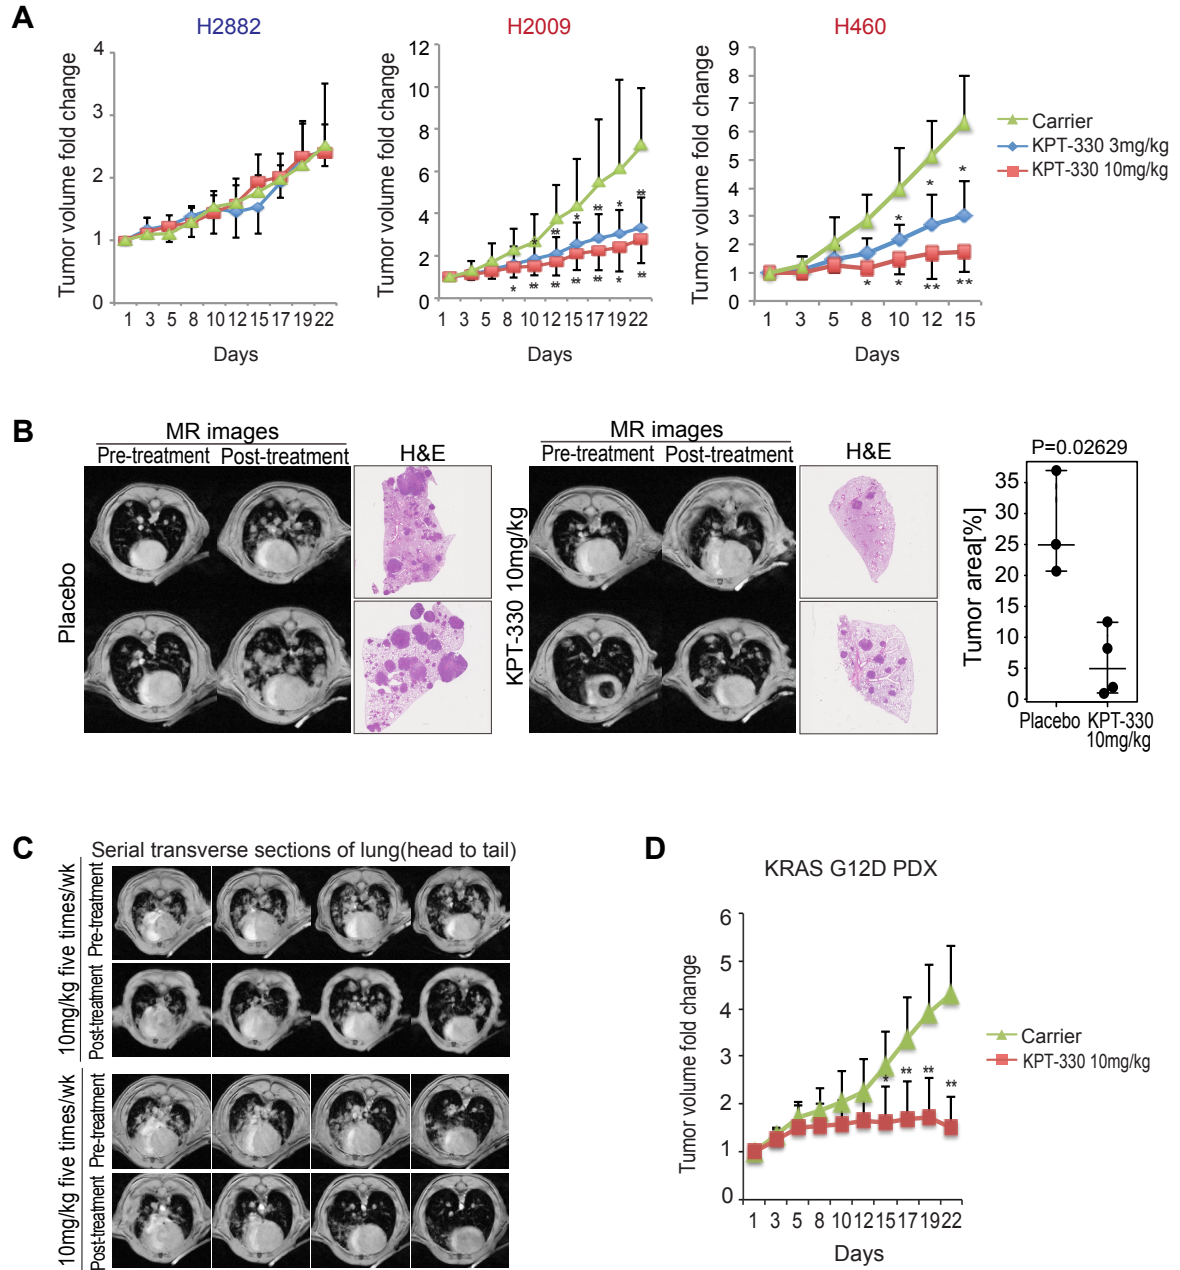 A
H2882
H2009
H460
Tumor volume fold change
4
3
2
1
0
1 3 5 8 10 12 15 17 19 22
Days
Tumor volume fold change
12
10
8
6
4
2
0
* ** * ** * **
* ** ** ** ** * **
1 3 5 8 10 12 15 17 19 22
Days
Tumor volume fold change
9
8
7
6
5
4
3
2
1
0
* * *
* * ** **
1 3 5 8 10 12 15
Days
Carrier
KPT-330 3mg/kg
KPT-330 10mg/kg
B
MR images
Pre-treatment Post-treatment
H&E
Placebo
MR images
Pre-treatment Post-treatment
H&E
KPT-330 10mg/kg
P=0.02629
Tumor area[%]
35
30
25
20
15
10
5
0
Placebo KPT-330
10mg/kg
C
Serial transverse sections of lung(head to tail)
10mg/kg five times/wk
Pre-treatment
Post-treatment
10mg/kg five times/wk
Pre-treatment
Post-treatment
D
KRAS G12D PDX
Tumor volume fold change
6
5
4
3
2
1
0
* ** ** **
1 3 5 8 10 12 15 17 19 22
Days
Carrier
KPT-330 10mg/kg